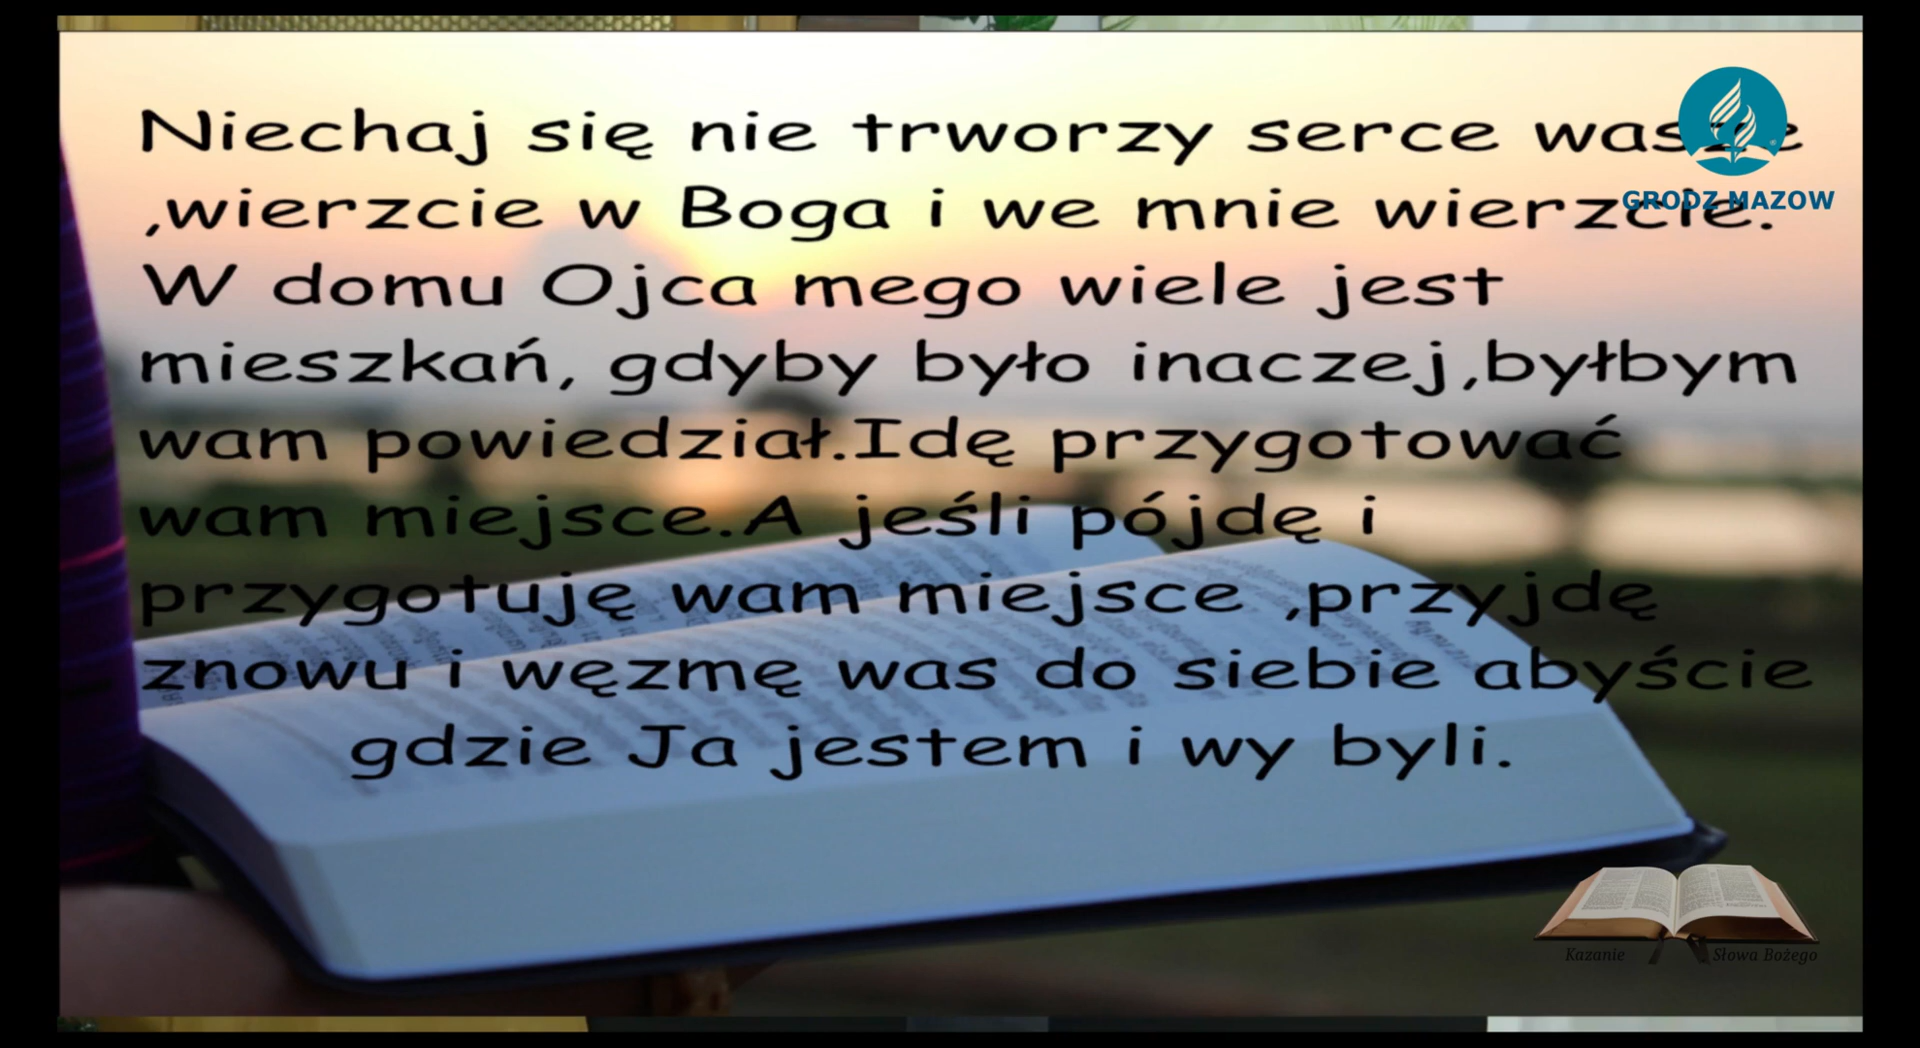 Niechaj się nie trworzy serce wasze
,wierzcie w Boga i we mnie wierzcie.
W domu Ojca mego wiele jest
mieszkań, gdyby było inaczej,byłbym
wam powiedział.Idę przygotować
wam miejsce.A jeśli pójdę i
przygotuję wam miejsce ,przyjdę
znowu i węzmę was do siebie abyście
gdzie Ja jestem i wy byli.
GRODZ MAZOW
Kazanie Słowa Bożego